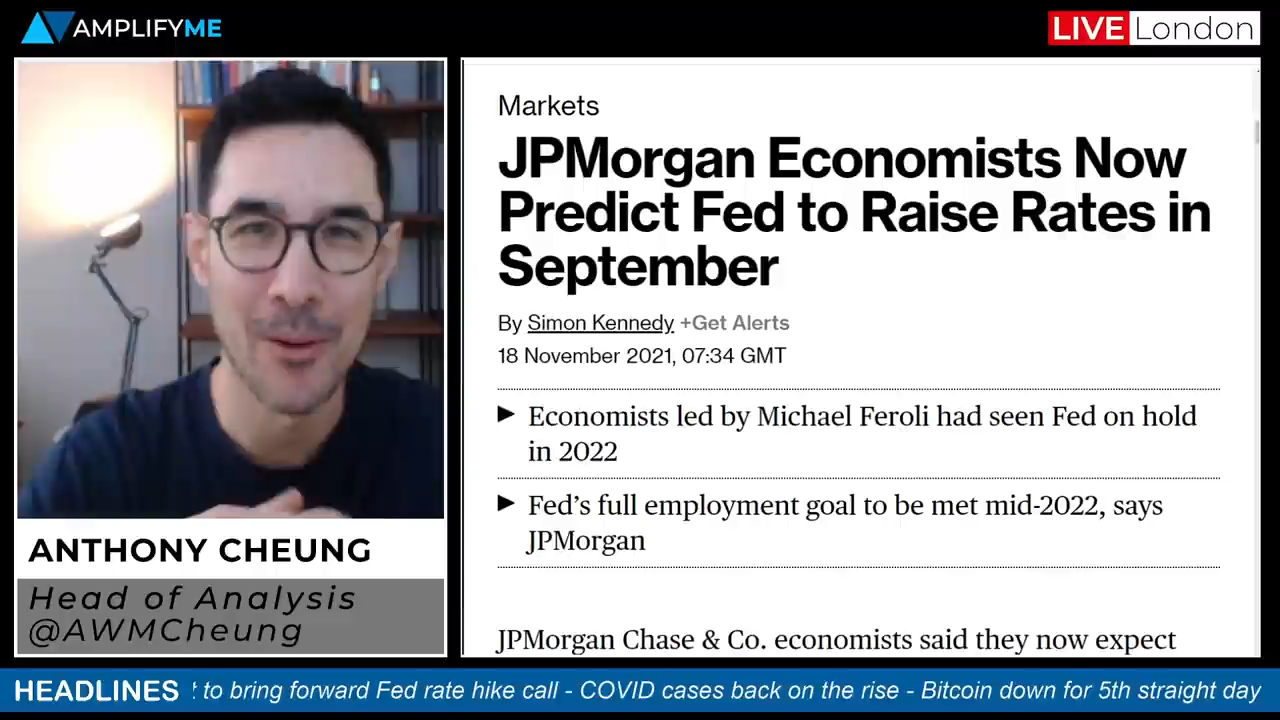 AMPLIFYME
LIVE London
Markets
JPMorgan Economists Now
Predict Fed to Raise Rates in
September
By Simon Kennedy +Get Alerts
18 November 2021, 07:34 GMT
Economists led by Michael Feroli had seen Fed on hold
in 2022
Fed’s full employment goal to be met mid-2022, says
JPMorgan
JPMorgan Chase & Co. economists said they now expect
ANTHONY CHEUNG
Head of Analysis
@AWMCheung
HEADLINES to bring forward Fed rate hike call - COVID cases back on the rise - Bitcoin down for 5th straight day